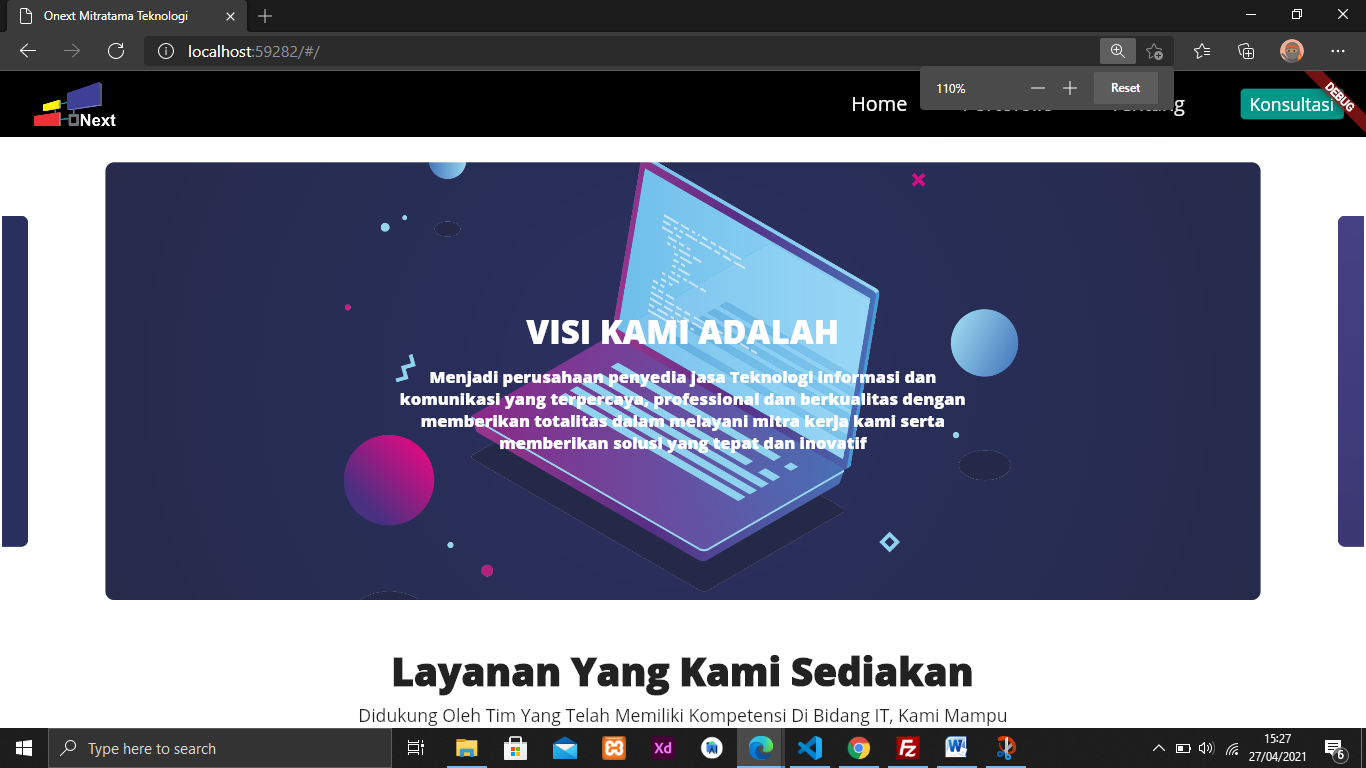 Onext Mitratama Teknologi
localhost:59282/#/
110%
Reset
Next
Home
Konsultasi
DEBUG
VISI KAMI ADALAH
Menjadi perusahaan penyedia jasa Teknologi informasi dan
komunikasi yang terpercaya, professional dan berkualitas dengan
memberikan totalitas dalam melayani mitra kerja kami serta
memberikan solusi yang tepat dan inovatif
Layanan Yang Kami Sediakan
Didukung Oleh Tim Yang Telah Memiliki Kompetensi Di Bidang IT, Kami Mampu
Type here to search
Xd
Fz
W
15:27
27/04/2021
6